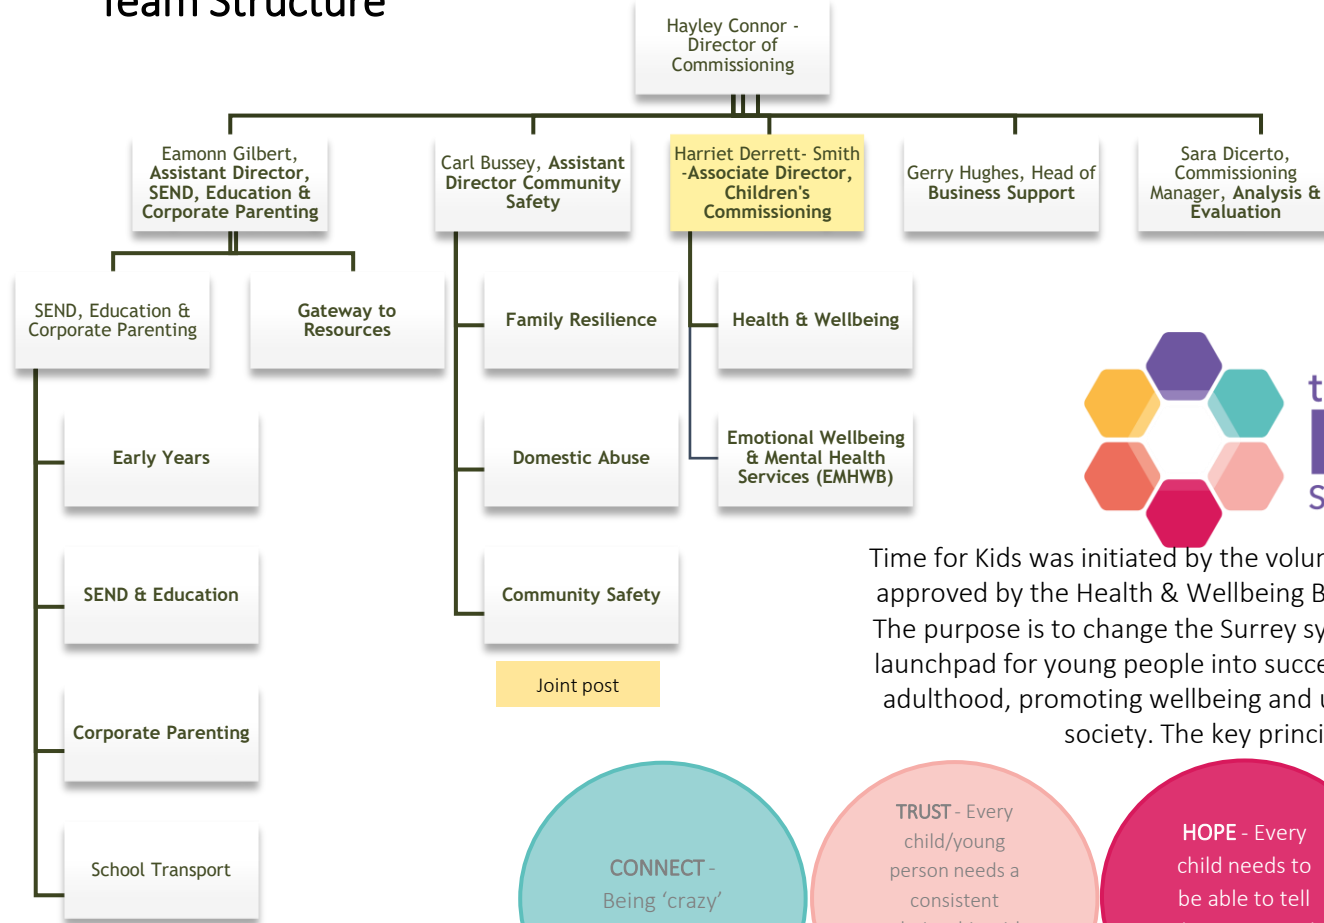 Team Structure
Hayley Connor -
Director of
Commissioning
Eamonn Gilbert,
Assistant Director,
SEND, Education &
Corporate Parenting
Carl Bussey, Assistant
Director Community
Safety
Harriet Derrett- Smith
-Associate Director,
Children's
Commissioning
Gerry Hughes, Head of
Business Support
Sara Dicerto,
Commissioning
Manager, Analysis &
Evaluation
SEND, Education &
Corporate Parenting
Gateway to
Resources
Family Resilience
Health & Wellbeing
Early Years
Domestic Abuse
Emotional Wellbeing
& Mental Health
Services (EMHWB)
SEND & Education
Community Safety
Joint post
Corporate Parenting
School Transport
Time for Kids was initiated by the
approved by the Health & Wellbeing
The purpose is to change the Surrey
launchpad for young people into
adulthood, promoting wellbeing and
society. The key
CONNECT -
Being ‘crazy’
TRUST - Every
child/young
person needs a
consistent
HOPE - Every
child needs to
be able to tell